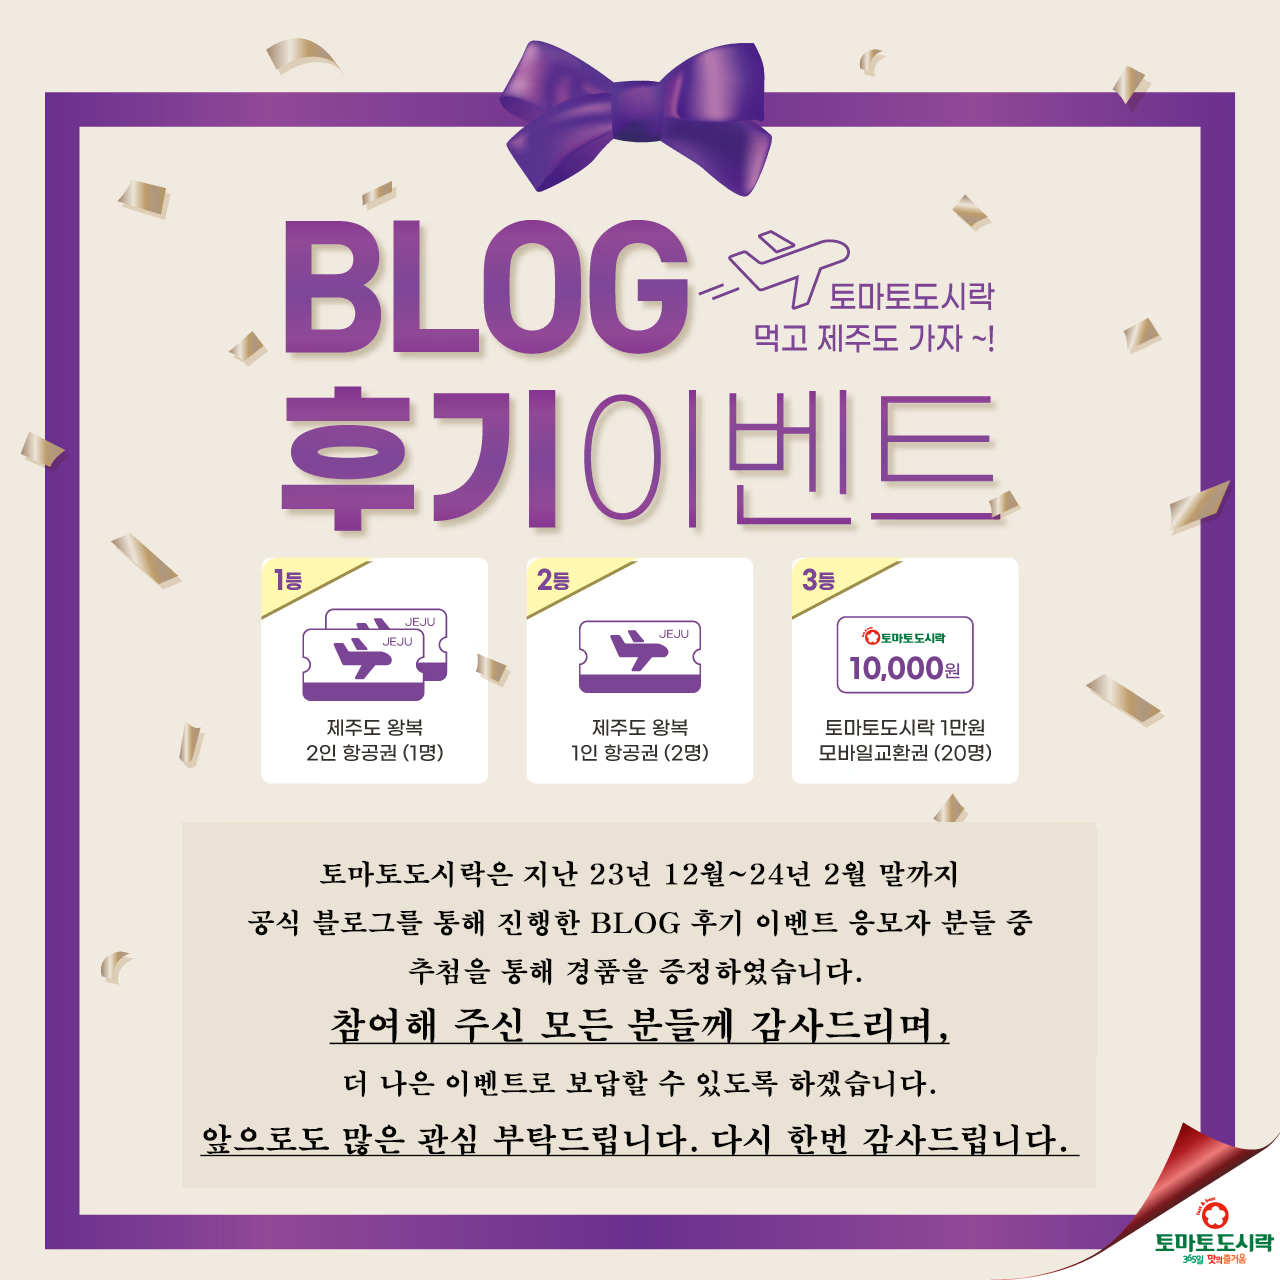 BLOG
토마토도시락
먹고 제주도 가자 ~!
후기이벤트
1등
JEJU
JEJU
제주도 왕복
2인 항공권 (1명)
2등
JEJU
제주도 왕복
1인 항공권 (2명)
3등
토마토도시락
10,000원
토마토도시락 1만원
모바일교환권 (20명)
토마토도시락은 지난 23년 12월~24년 2월 말까지
공식 블로그를 통해 진행한 BLOG 후기 이벤트 응모자 분들 중
추첨을 통해 경품을 증정하였습니다.
참여해 주신 모든 분들께 감사드리며,
더 나은 이벤트로 보답할 수 있도록 하겠습니다.
앞으로도 많은 관심 부탁드립니다. 다시 한번 감사드립니다.
토마토도시락
365일 맛의즐거움